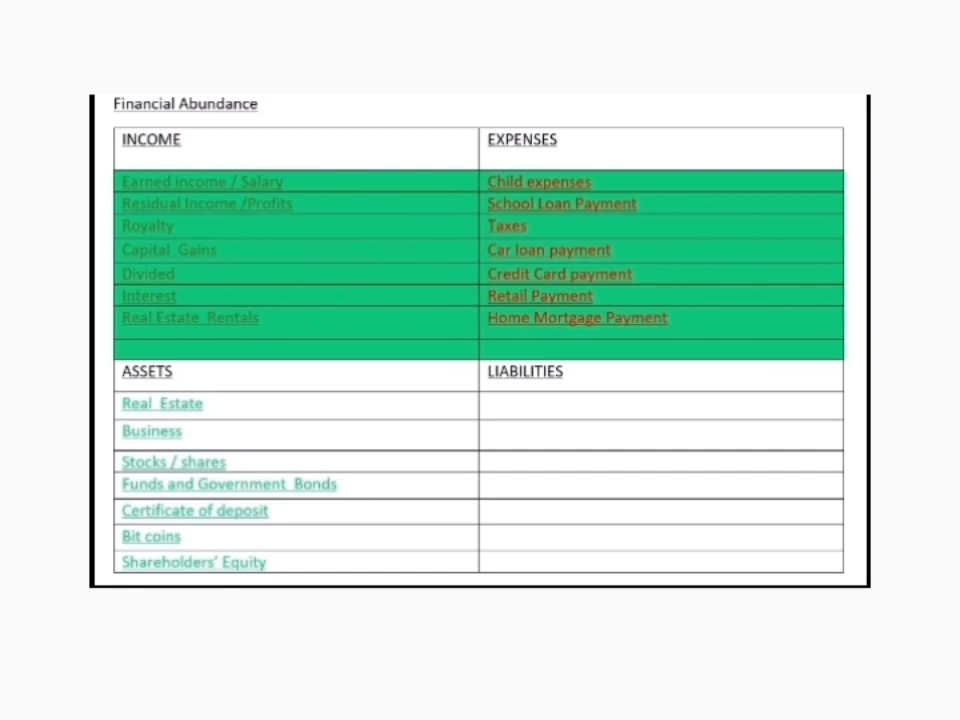 Financial Abundance
INCOME EXPENSES
Earned income / Salary Child expenses
Residual Income /Profits School Loan Payment
Royalty Taxes
Capital Gains Car loan payment
Divided Credit Card payment
Interest Retail Payment
Real Estate Rentals Home Mortgage Payment
ASSETS LIABILITIES
Real Estate
Business
Stocks / shares
Funds and Government Bonds
Certificate of deposit
Bit coins
Shareholders' Equity